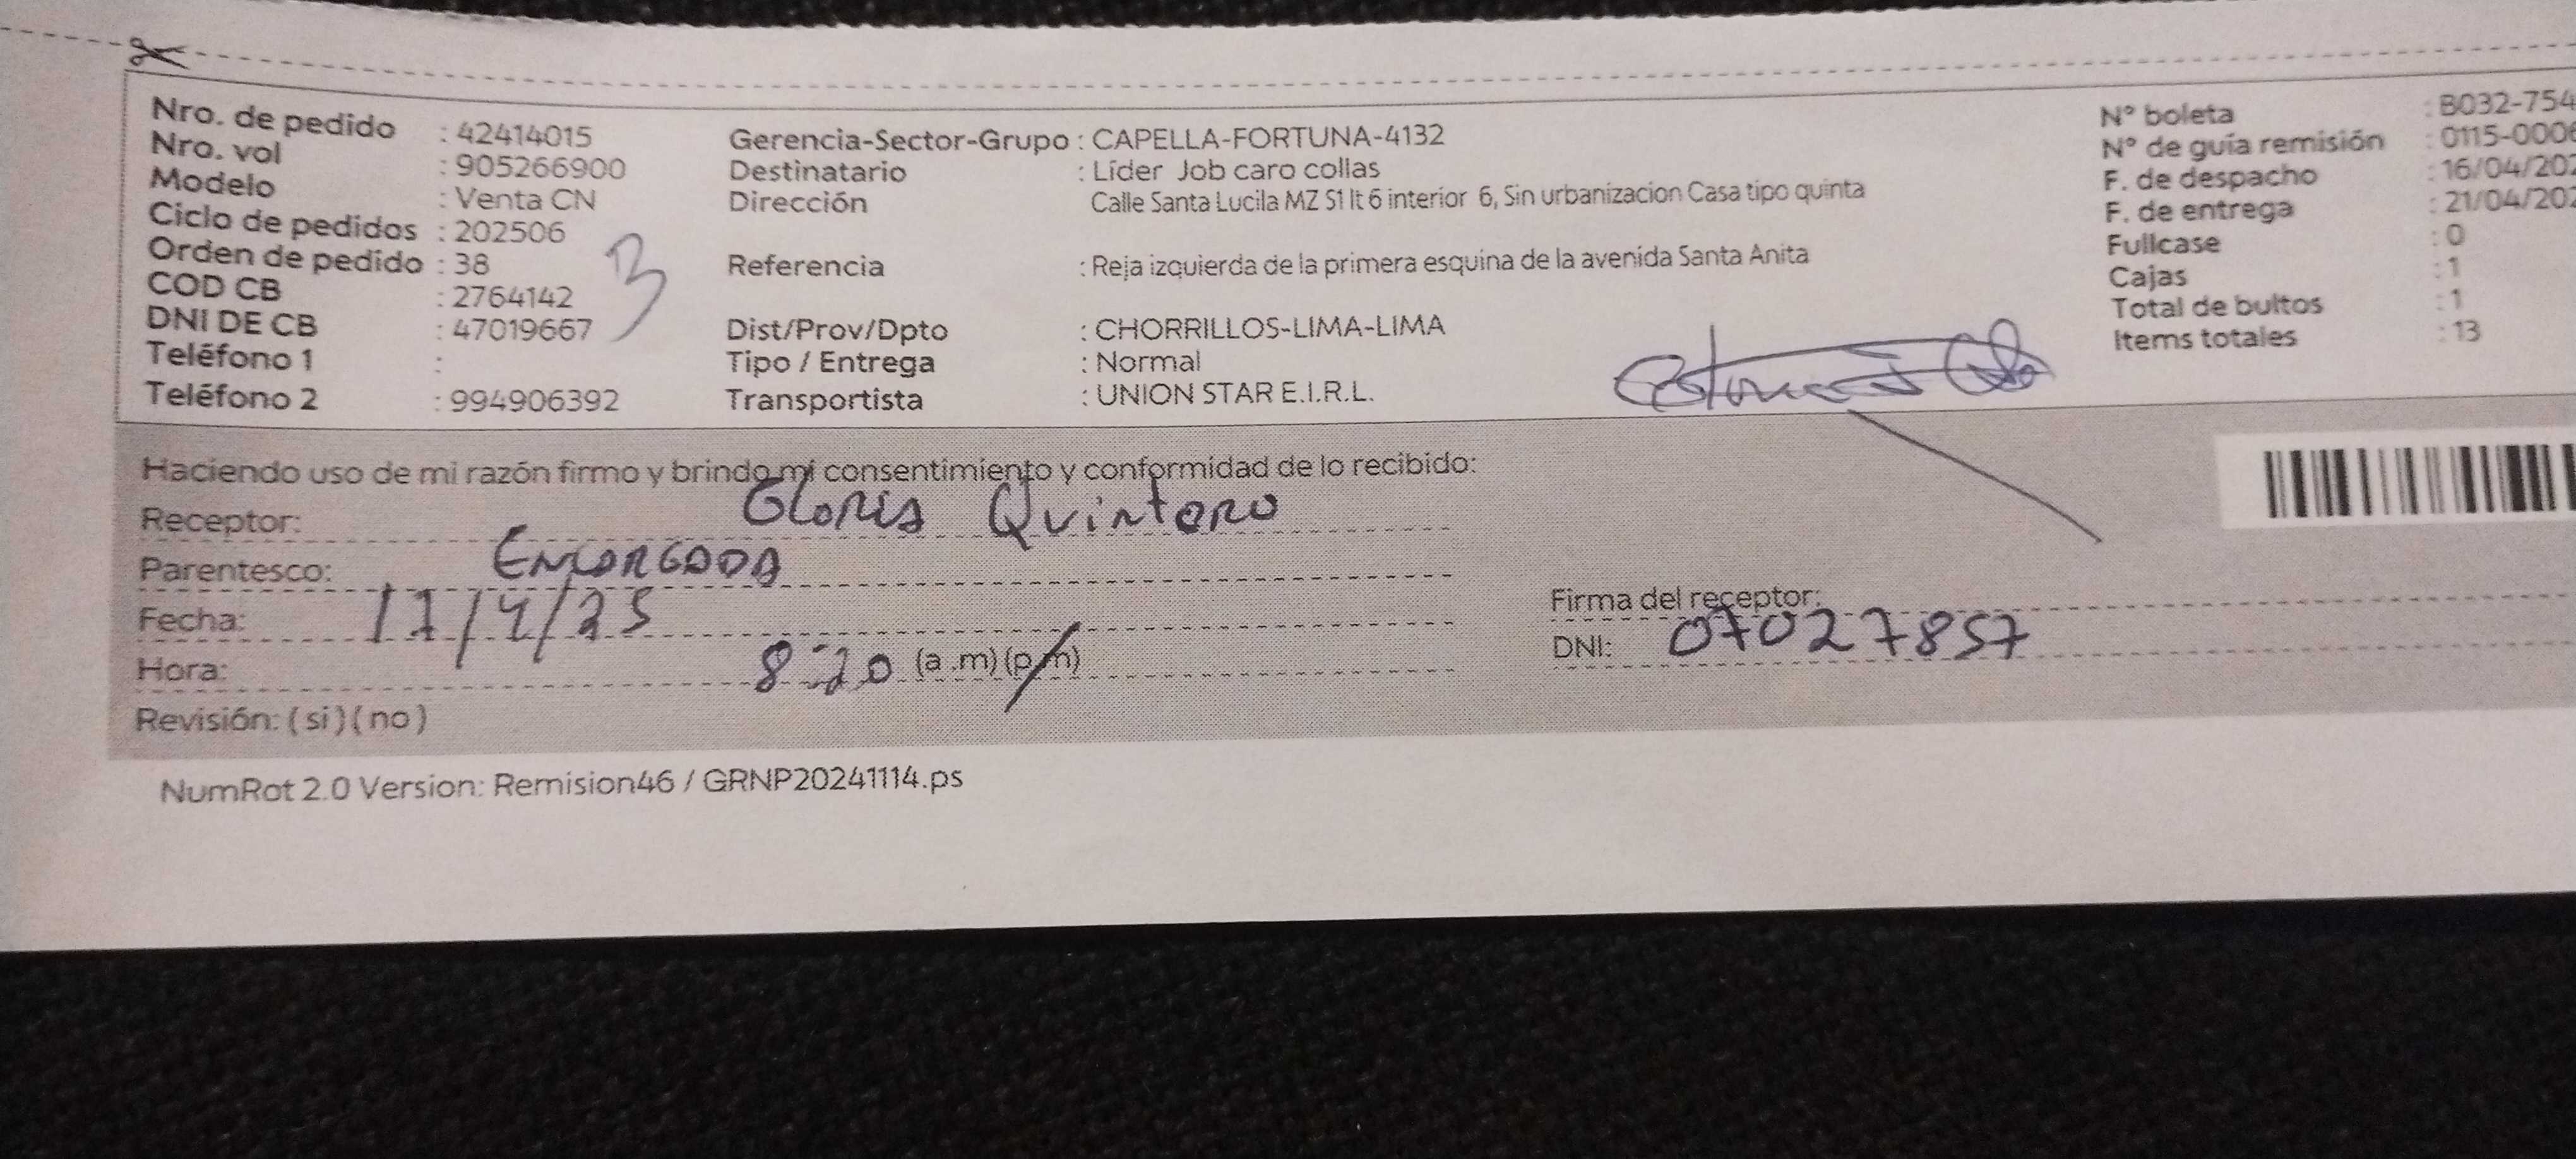 Nro. de pedido : 42414015
Nro. vol : 905266900
Modelo : Venta CN
Ciclo de pedidos : 202506
Orden de pedido : 38
COD CB : 2764142
DNI DE CB : 47019667
Teléfono 1 :
Teléfono 2 : 994906392
Gerencia-Sector-Grupo : CAPELLA-FORTUNA-4132
Destinatario : Líder Job caro collas
Dirección Calle Santa Lucila MZ S1 lt 6 interior 6, Sin urbanizacion Casa tipo quinta
Referencia : Reja izquierda de la primera esquina de la avenida Santa Anita
Dist/Prov/Dpto : CHORRILLOS-LIMA-LIMA
Tipo / Entrega : Normal
Transportista : UNION STAR E.I.R.L.
N° boleta : B032-754
N° de guía remisión : 0115-0006
F. de despacho : 16/04/202
F. de entrega : 21/04/202
Fullcase : 0
Cajas : 1
Total de bultos : 1
Items totales : 13
Haciendo uso de mi razón firmo y brindo mi consentimiento y conformidad de lo recibido:
Receptor: Gloria Quintero
Parentesco: ENCARGADA
Fecha: 17/4/25
Hora: 8:20 (a .m) (p.m)
Revisión: ( si ) ( no )
Firma del receptor:
DNI: 07027857
NumRot 2.0 Version: Remision46 / GRNP20241114.ps